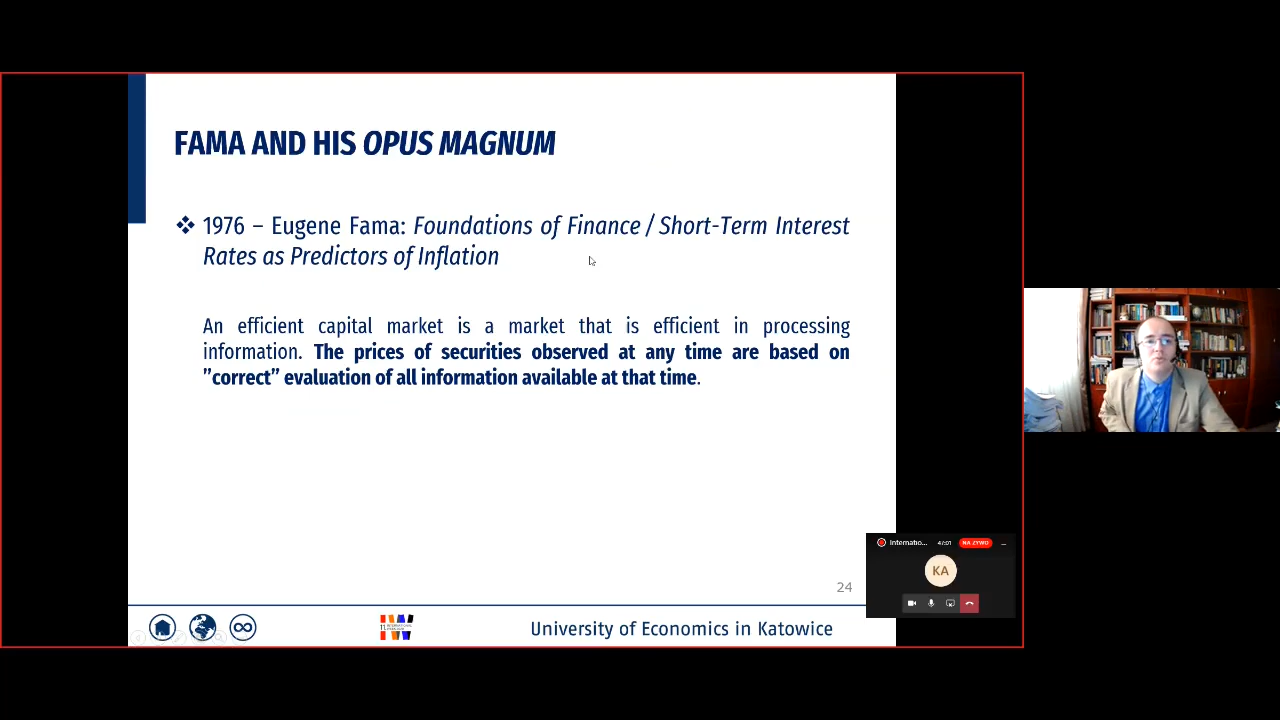 FAMA AND HIS OPUS MAGNUM
❖ 1976 – Eugene Fama: Foundations of Finance / Short-Term Interest
Rates as Predictors of Inflation
An efficient capital market is a market that is efficient in processing
information. The prices of securities observed at any time are based on
”correct” evaluation of all information available at that time.
24
Internatio...
47:01
NA ŻYWO
KA
University of Economics in Katowice